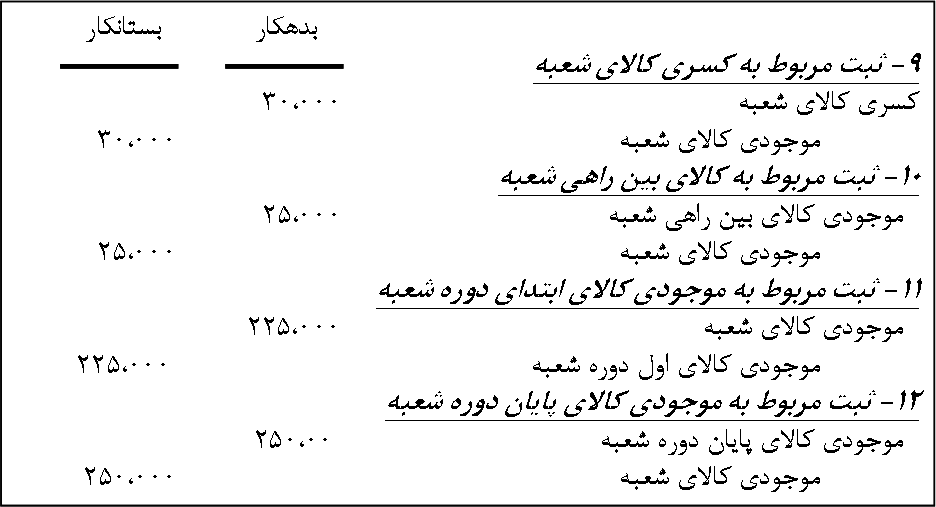 بدهکار بستانکار
۹- ثبت مربوط به کسری کالای شعبه
کسری کالای شعبه ۳۰،۰۰۰
موجودی کالای شعبه ۳۰،۰۰۰
۱۰- ثبت مربوط به کالای بین راهی شعبه
موجودی کالای بین راهی شعبه ۲۵،۰۰۰
موجودی کالای شعبه ۲۵،۰۰۰
۱۱- ثبت مربوط به موجودی کالای ابتدای دوره شعبه
موجودی کالای شعبه ۲۲۵،۰۰۰
موجودی کالای اول دوره شعبه ۲۲۵،۰۰۰
۱۲- ثبت مربوط به موجودی کالای پایان دوره شعبه
موجودی کالای پایان دوره شعبه ۲۵۰،۰۰
موجودی کالای شعبه ۲۵۰،۰۰۰